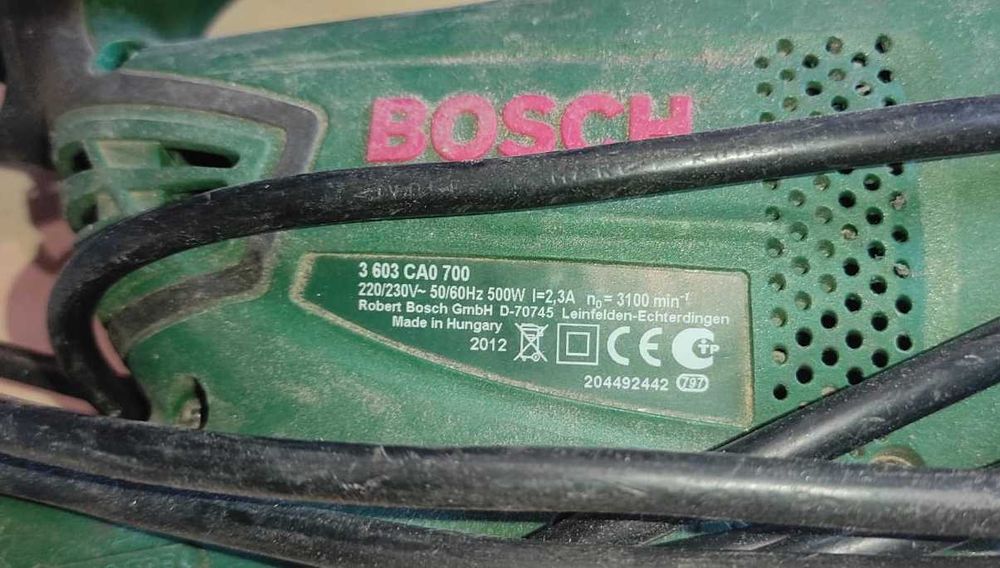 BOSCH
3 603 CA0 700
220/230V~ 50/60Hz 500W I=2,3A n₀= 3100 min⁻¹
Robert Bosch GmbH D-70745 Leinfelden-Echterdingen
Made in Hungary
2012 CE
204492442 797